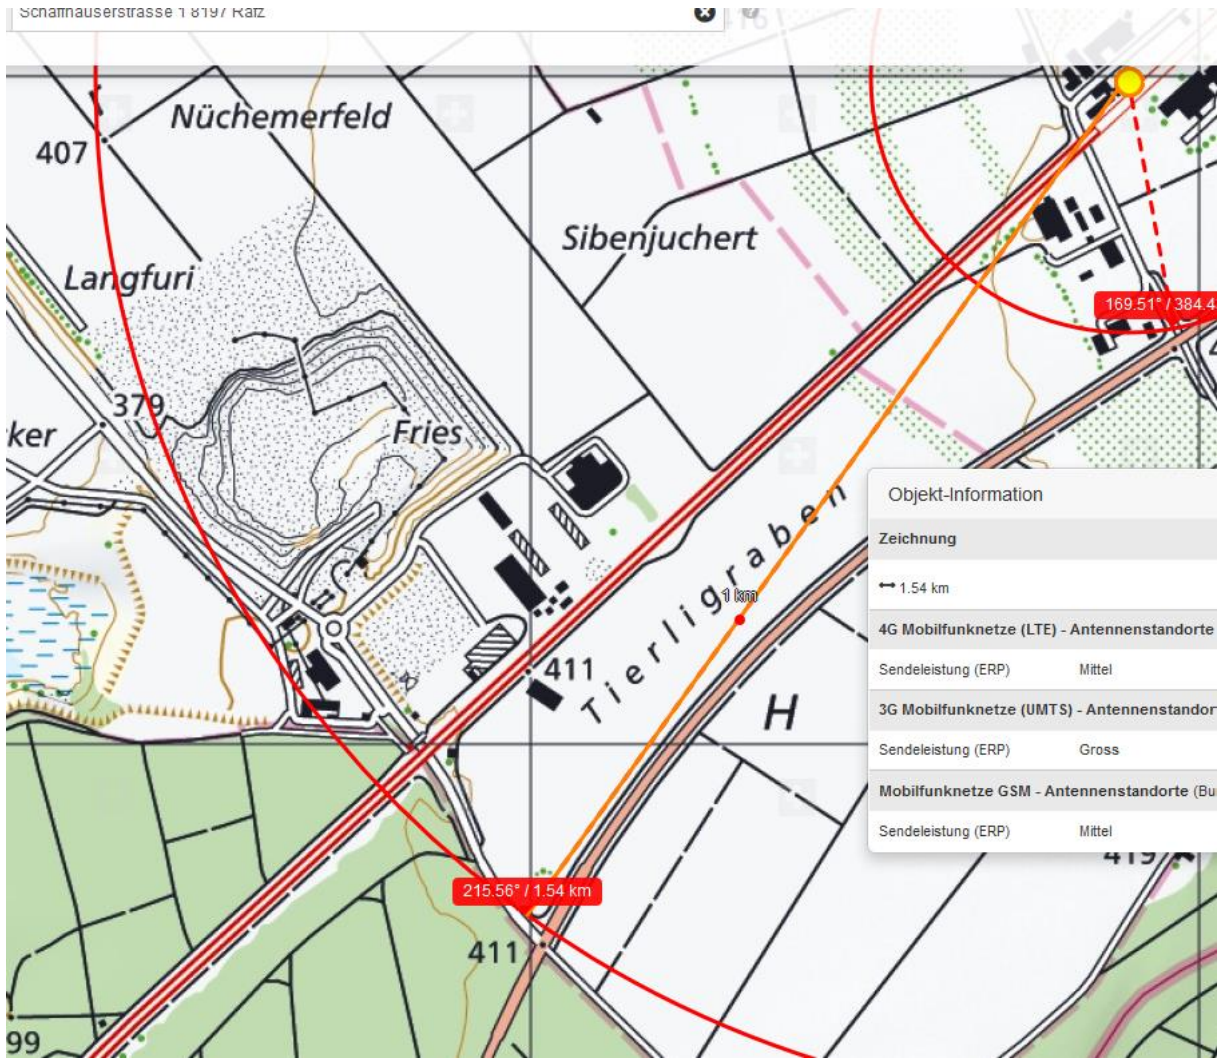 Schaffhauserstrasse 1 8197 Rafz
416
Nüchemerfeld
407
Sibenjuchert
Langfuri
169.51° / 384.4
379
ker
Fries
Objekt-Information
Zeichnung
1 km
Tierligraben
1.54 km
4G Mobilfunknetze (LTE) - Antennenstandorte
411
Sendeleistung (ERP) Mittel
H
3G Mobilfunknetze (UMTS) - Antennenstandor
Sendeleistung (ERP) Gross
Mobilfunknetze GSM - Antennenstandorte (Bu
Sendeleistung (ERP) Mittel
419
215.56° / 1.54 km
411
99